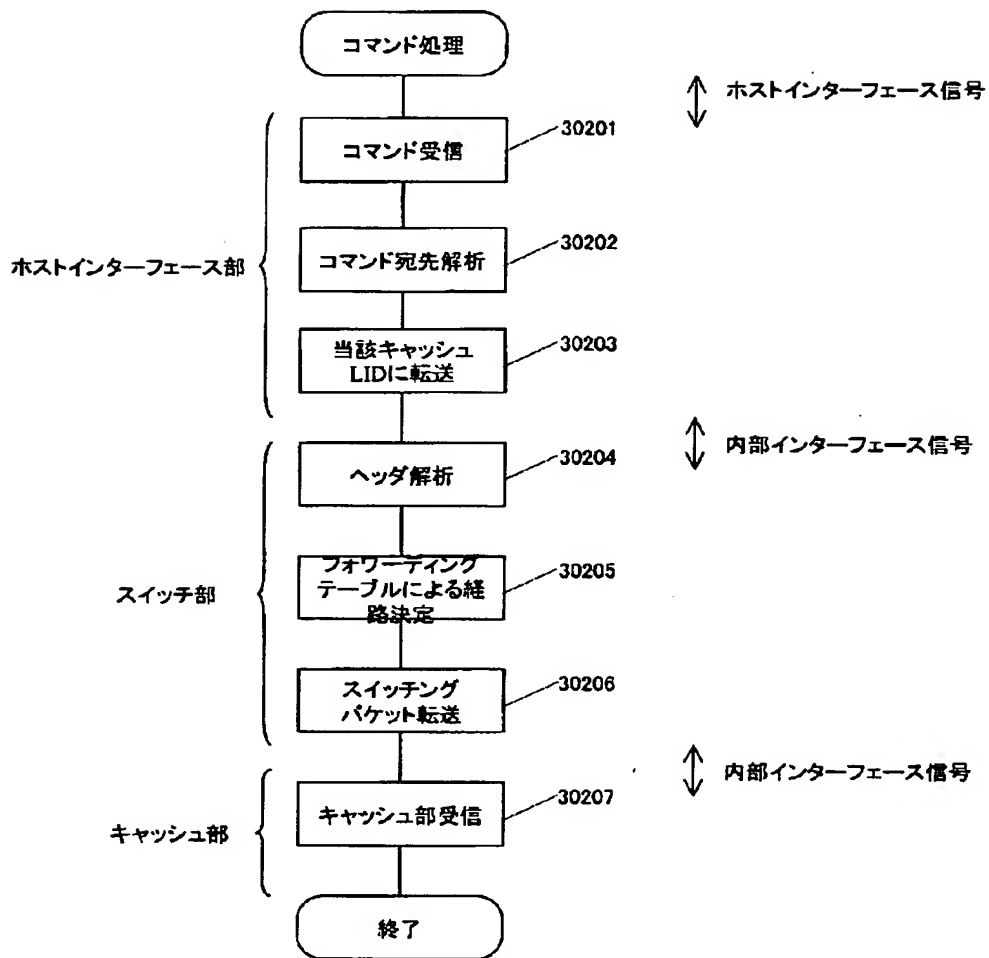 コマンド処理
ホストインターフェース信号
30201
コマンド受信
30202
コマンド宛先解析
ホストインターフェース部
30203
当該キャッシュ
LIDに転送
内部インターフェース信号
30204
ヘッダ解析
30205
フォワーディング
テーブルによる経
路決定
スイッチ部
30206
スイッチング
パケット転送
内部インターフェース信号
30207
キャッシュ部受信
キャッシュ部
終了